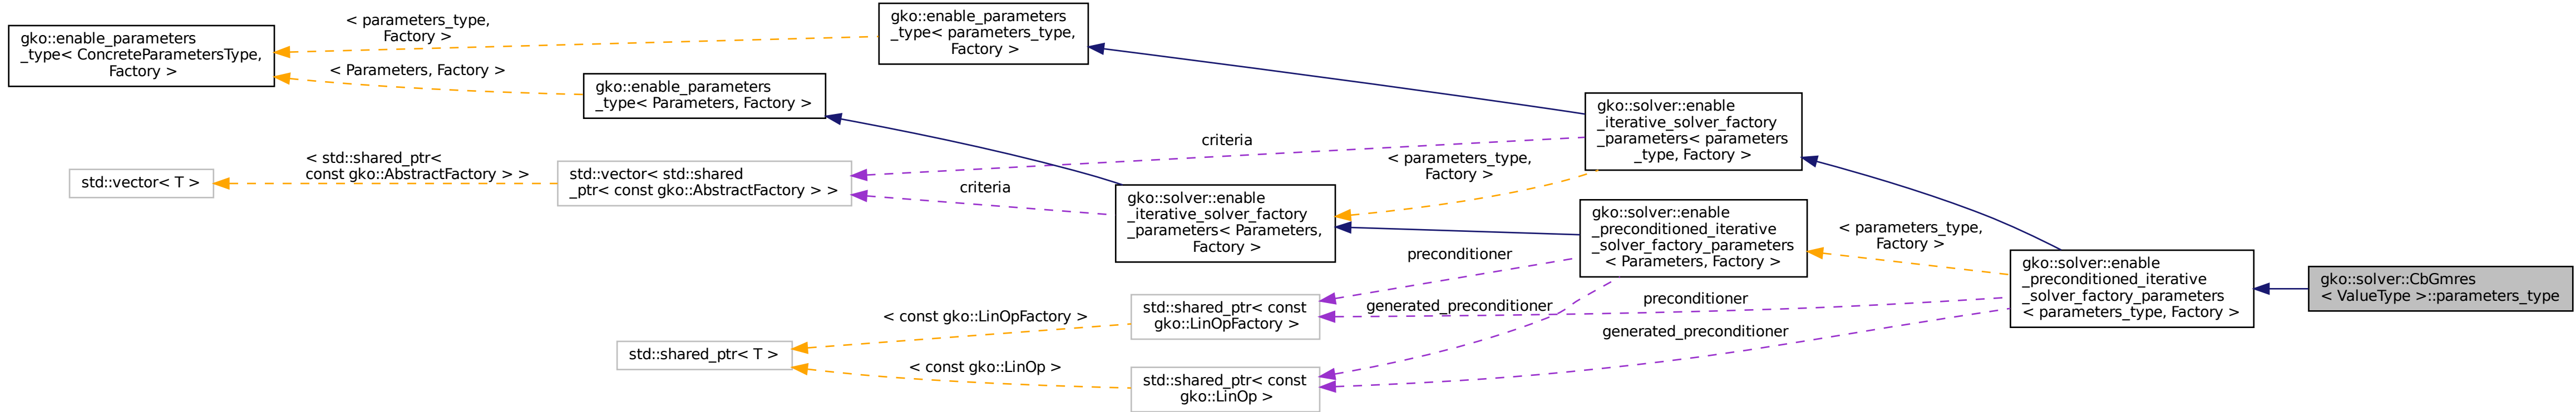 gko::enable_parameters
_type< ConcreteParametersType,
Factory >
< parameters_type,
Factory >
< Parameters, Factory >
gko::enable_parameters
_type< parameters_type,
Factory >
gko::enable_parameters
_type< Parameters, Factory >
std::vector< T >
< std::shared_ptr<
const gko::AbstractFactory > >
std::vector< std::shared
_ptr< const gko::AbstractFactory > >
criteria
criteria
gko::solver::enable
_iterative_solver_factory
_parameters< Parameters,
Factory >
< parameters_type,
Factory >
gko::solver::enable
_iterative_solver_factory
_parameters< parameters
_type, Factory >
gko::solver::enable
_preconditioned_iterative
_solver_factory_parameters
< Parameters, Factory >
< parameters_type,
Factory >
gko::solver::enable
_preconditioned_iterative
_solver_factory_parameters
< parameters_type, Factory >
gko::solver::CbGmres
< ValueType >::parameters_type
preconditioner
generated_preconditioner
preconditioner
generated_preconditioner
std::shared_ptr< const
gko::LinOpFactory >
std::shared_ptr< const
gko::LinOp >
< const gko::LinOpFactory >
< const gko::LinOp >
std::shared_ptr< T >